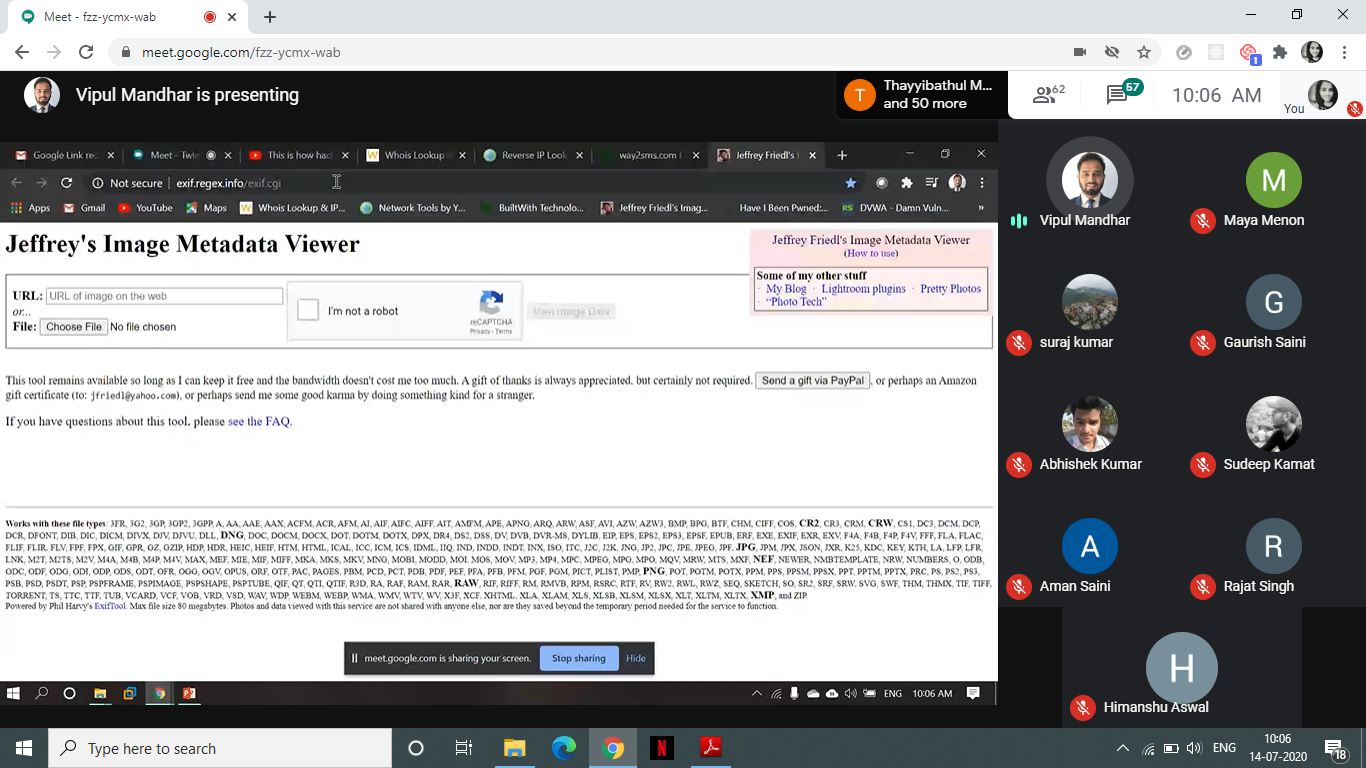 Meet - fzz-ycmx-wab
meet.google.com/fzz-ycmx-wab
1
Vipul Mandhar is presenting
T
Thayyibathul M...
and 50 more
62
57
10:06 AM
You
Google Link re
Meet – Twi
This is how ha
Whois Lookup
Reverse IP Look
way2sms.com
Jeffrey Friedl's
Not secure | exif.regex.info/exif.cgi
Apps
Gmail
YouTube
Maps
Whois Lookup & IP...
Network Tools by Y...
BuiltWith Technolo...
Jeffrey Friedl's Imag...
Have I Been Pwned:...
DVWA - Damn Vuln...
»
Jeffrey's Image Metadata Viewer
Jeffrey Friedl's Image Metadata Viewer
(How to use)
Some of my other stuff
· My Blog · Lightroom plugins · Pretty Photos
· “Photo Tech”
URL: URL of image on the web
or...
File: Choose File No file chosen
I'm not a robot
reCAPTCHA
Privacy - Terms
View Image Data
This tool remains available so long as I can keep it free and the bandwidth doesn't cost me too much. A gift of thanks is always appreciated, but certainly not required. Send a gift via PayPal, or perhaps an Amazon
gift certificate (to: jfriedl@yahoo.com), or perhaps send me some good karma by doing something kind for a stranger.
If you have questions about this tool, please see the FAQ.
Works with these file types: 3FR, 3G2, 3GP, 3GP2, 3GPP, A, AA, AAE, AAX, ACFM, ACR, AFM, AI, AIF, AIFC, AIFF, AIT, AMFM, APE, APNG, ARQ, ARW, ASF, AVI, AZW, AZW3, BMP, BPG, BTF, CHM, CIFF, COS, CR2, CR3, CRM, CRW, CS1, DC3, DCM, DCP,
DCR, DFONT, DIB, DIC, DICM, DIVX, DJV, DJVU, DLL, DNG, DOC, DOCM, DOCX, DOT, DOTM, DOTX, DPX, DR4, DS2, DSS, DV, DVB, DVR-MS, DYLIB, EIP, EPS, EPS2, EPS3, EPSF, EPUB, ERF, EXE, EXIF, EXR, EXV, F4A, F4B, F4P, F4V, FFF, FLA, FLAC,
FLIF, FLIR, FLV, FPF, FPX, GIF, GPR, GZ, GZIP, HDP, HDR, HEIC, HEIF, HTM, HTML, ICAL, ICC, ICM, ICS, IDML, IIQ, IND, INDD, INDT, INX, ISO, ITC, J2C, J2K, JNG, JP2, JPC, JPE, JPEG, JPF, JPG, JPM, JPX, JSON, JXR, K25, KDC, KEY, KTH, LA, LFP, LFR,
LNK, M2T, M2TS, M2V, M4A, M4B, M4P, M4V, MAX, MEF, MIE, MIF, MIFF, MKA, MKS, MKV, MNG, MOBI, MODD, MOI, MOS, MOV, MP3, MP4, MPC, MPEG, MPG, MPO, MQV, MRW, MTS, MXF, NEF, NEWER, NMBTEMPLATE, NRW, NUMBERS, O, ODB,
ODC, ODF, ODG, ODI, ODP, ODS, ODT, OFR, OGG, OGV, OPUS, ORF, OTF, PAC, PAGES, PBM, PCD, PCT, PDB, PDF, PEF, PFA, PFB, PFM, PGF, PGM, PICT, PLIST, PMP, PNG, POT, POTM, POTX, PPM, PPS, PPSM, PPSX, PPT, PPTM, PPTX, PRC, PS, PS2, PS3,
PSB, PSD, PSDT, PSP, PSPFRAME, PSPIMAGE, PSPSHAPE, PSPTUBE, QIF, QT, QTI, QTIF, R3D, RA, RAF, RAM, RAR, RAW, RIF, RIFF, RM, RMVB, RPM, RSRC, RTF, RV, RW2, RWL, RWZ, SEQ, SKETCH, SO, SR2, SRF, SRW, SVG, SWF, THM, THMX, TIF, TIFF,
TORRENT, TS, TTC, TTF, TUB, VCARD, VCF, VOB, VRD, VSD, WAV, WDP, WEBM, WEBP, WMA, WMV, WTV, WV, X3F, XCF, XHTML, XLA, XLAM, XLS, XLSB, XLSM, XLSX, XLT, XLTM, XLTX, XMP, and ZIP.
Powered by Phil Harvy's ExifTool. Max file size 80 megabytes. Photos and data viewed with this service are not shared with anyone else, nor are they saved beyond the temporary period needed for the service to function.
meet.google.com is sharing your screen.
Stop sharing
Hide
ENG
10:06 AM
Vipul Mandhar
M
Maya Menon
suraj kumar
G
Gaurish Saini
Abhishek Kumar
Sudeep Kamat
A
Aman Saini
R
Rajat Singh
H
Himanshu Aswal
Type here to search
N
ENG
10:06
14-07-2020
18